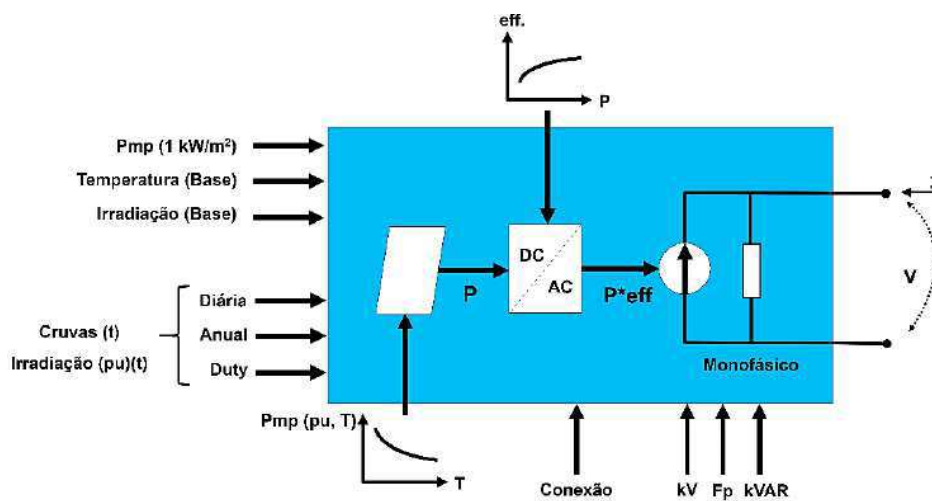 eff.
P
Pmp (1 kW/m²)
Temperatura (Base)
Irradiação (Base)
DC
AC
P
P*eff
V
Diária
Cruvas (t)
Anual
Irradiação (pu)(t)
Duty
Monofásico
Pmp (pu, T)
T
Conexão
kV
Fp
kVAR